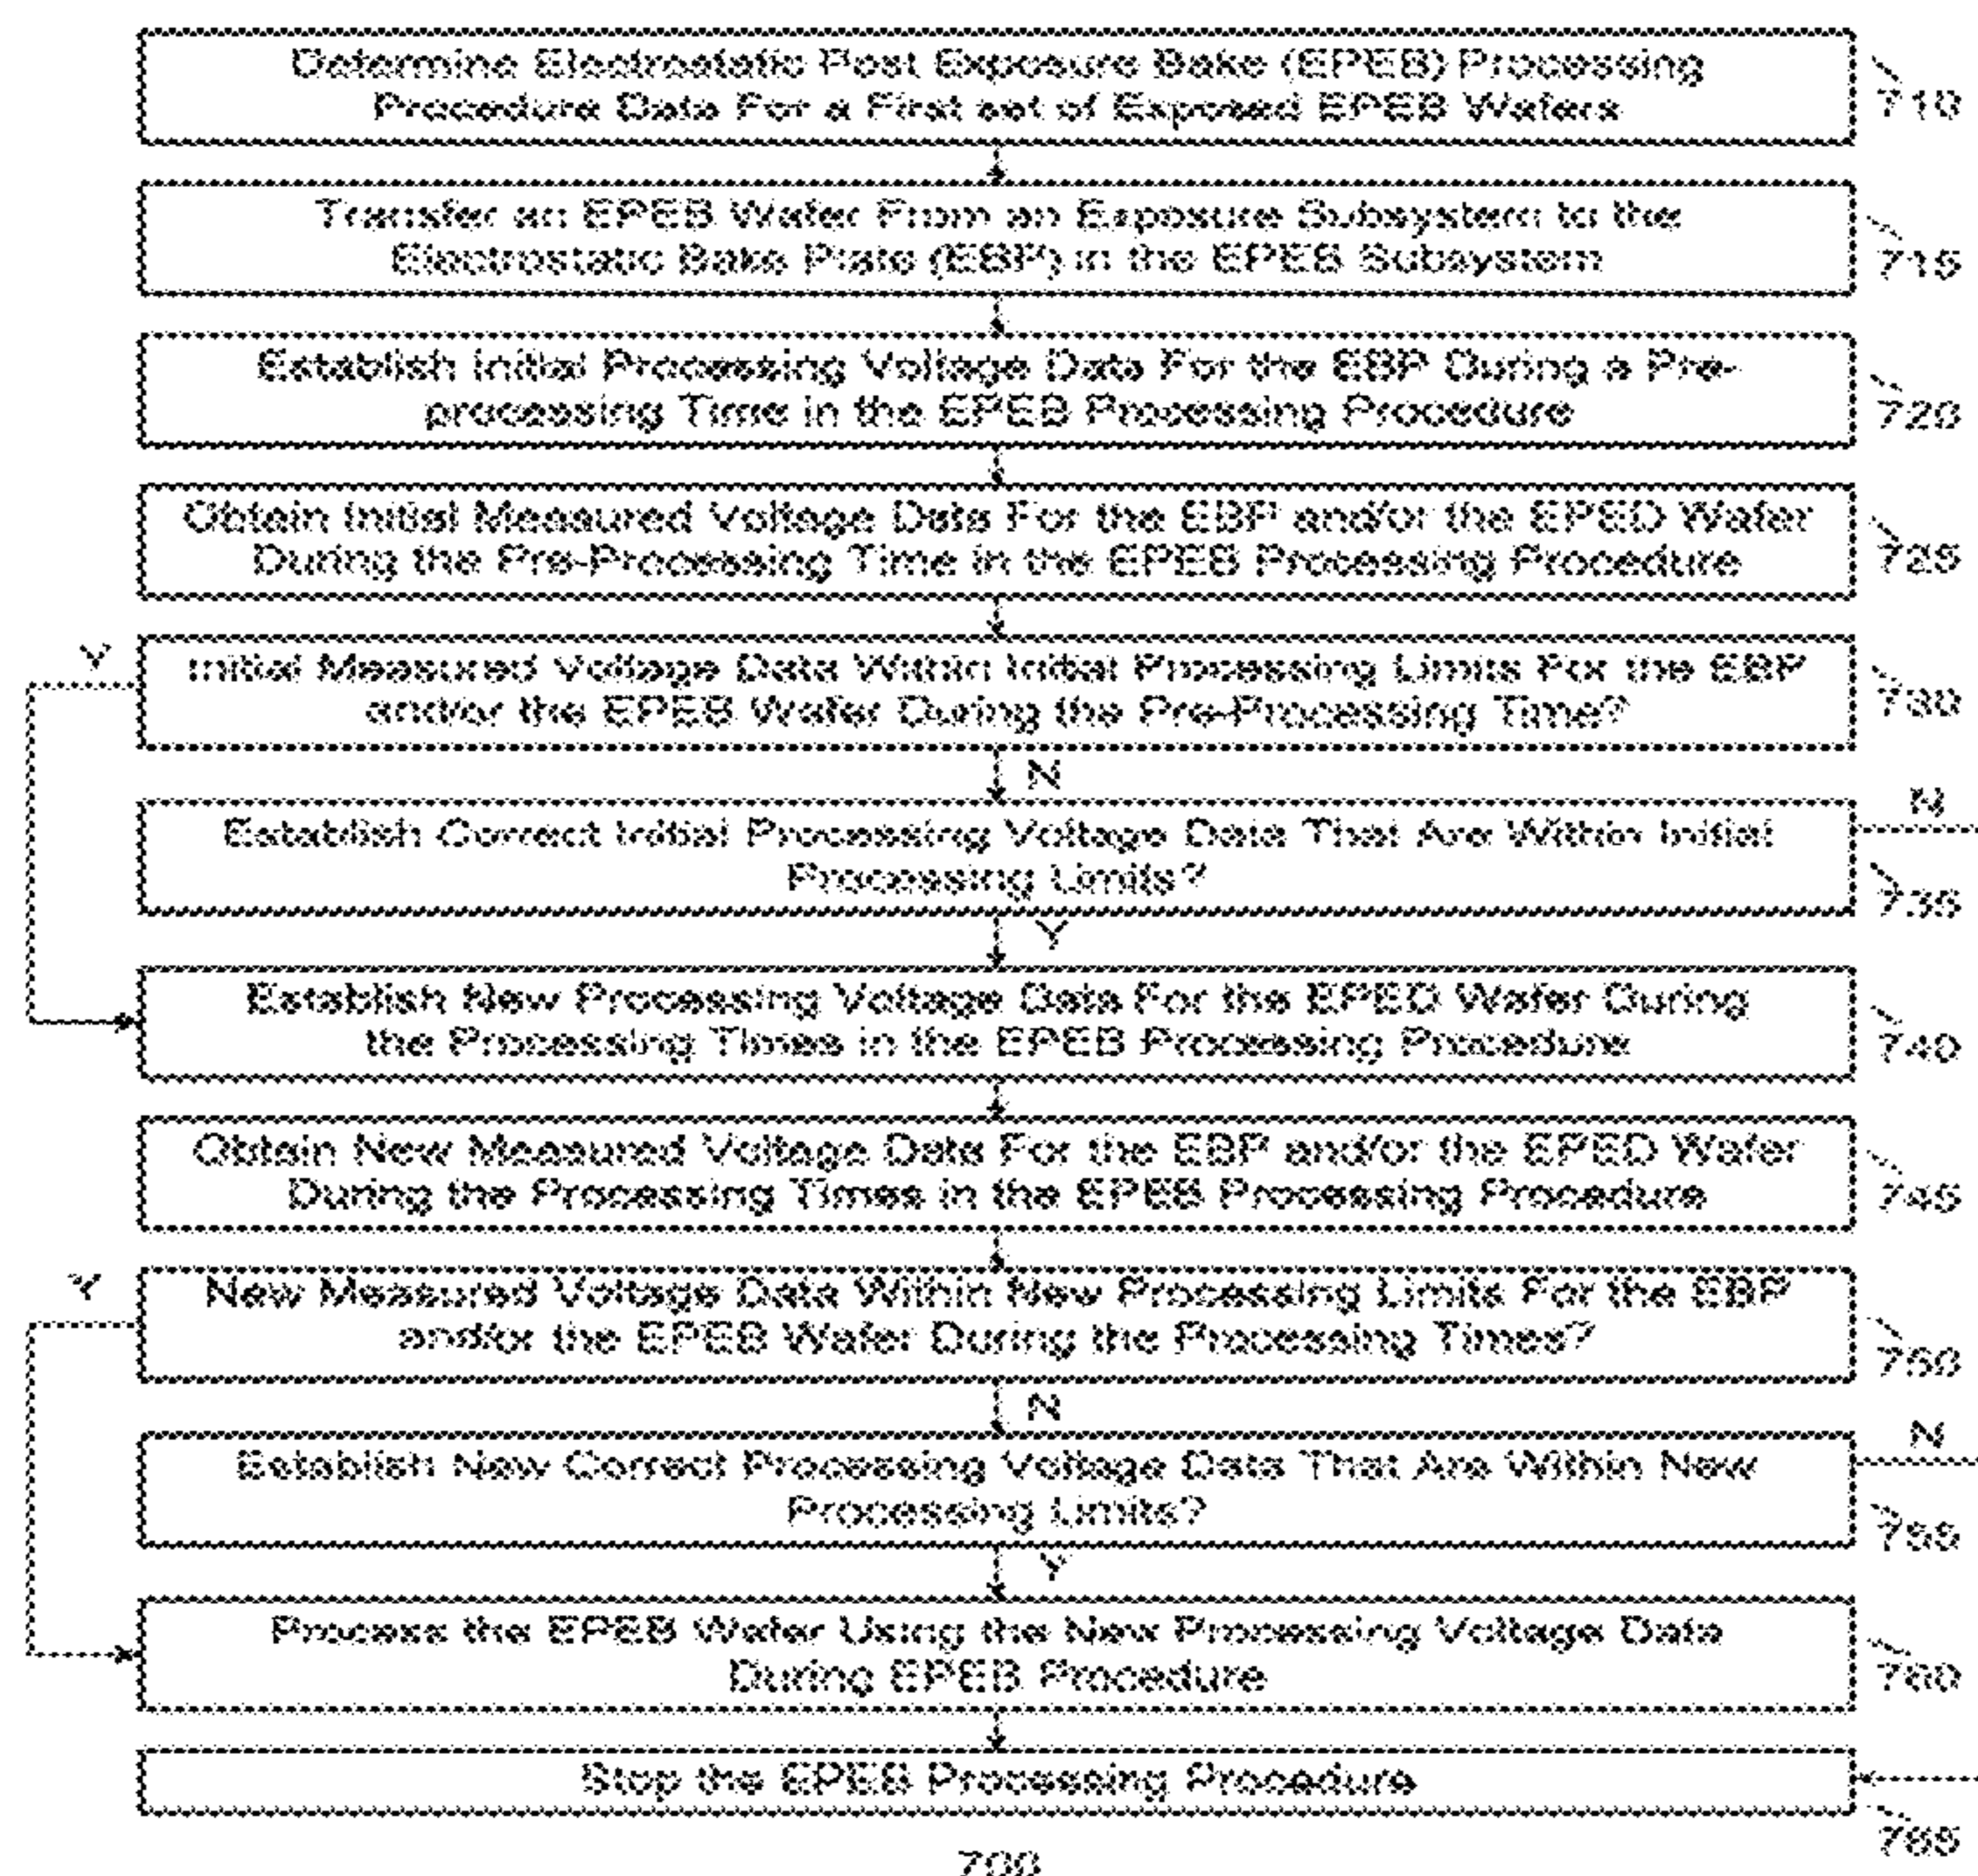 Determine Electrostatic Post Exposure Bake (EPEB) Processing
Procedure Data For a First set of Exposed EPEB Wafers
710
Transfer an EPEB Wafer From an Exposure Subsystem to the
Electrostatic Bake Plate (EBP) in the EPEB Subsystem
715
Establish Initial Processing Voltage Data For the EBP During a Pre-
processing Time in the EPEB Processing Procedure
720
Obtain Initial Measured Voltage Data For the EBP and/or the EPED Wafer
During the Pre-Processing Time in the EPEB Processing Procedure
725
Y
Initial Measured Voltage Data Within Initial Processing Limits For the EBP
and/or the EPEB Wafer During the Pre-Processing Time?
730
N
N
Establish Correct Initial Processing Voltage Data That Are Within Initial
Processing Limits?
735
Y
Establish New Processing Voltage Data For the EPED Wafer During
the Processing Times in the EPEB Processing Procedure
740
Obtain New Measured Voltage Data For the EBP and/or the EPED Wafer
During the Processing Times in the EPEB Processing Procedure
745
Y
New Measured Voltage Data Within New Processing Limits For the EBP
and/or the EPEB Wafer During the Processing Times?
750
N
N
Establish New Correct Processing Voltage Data That Are Within New
Processing Limits?
755
Y
Process the EPEB Wafer Using the New Processing Voltage Data
During EPEB Procedure
760
Stop the EPEB Processing Procedure
765
700